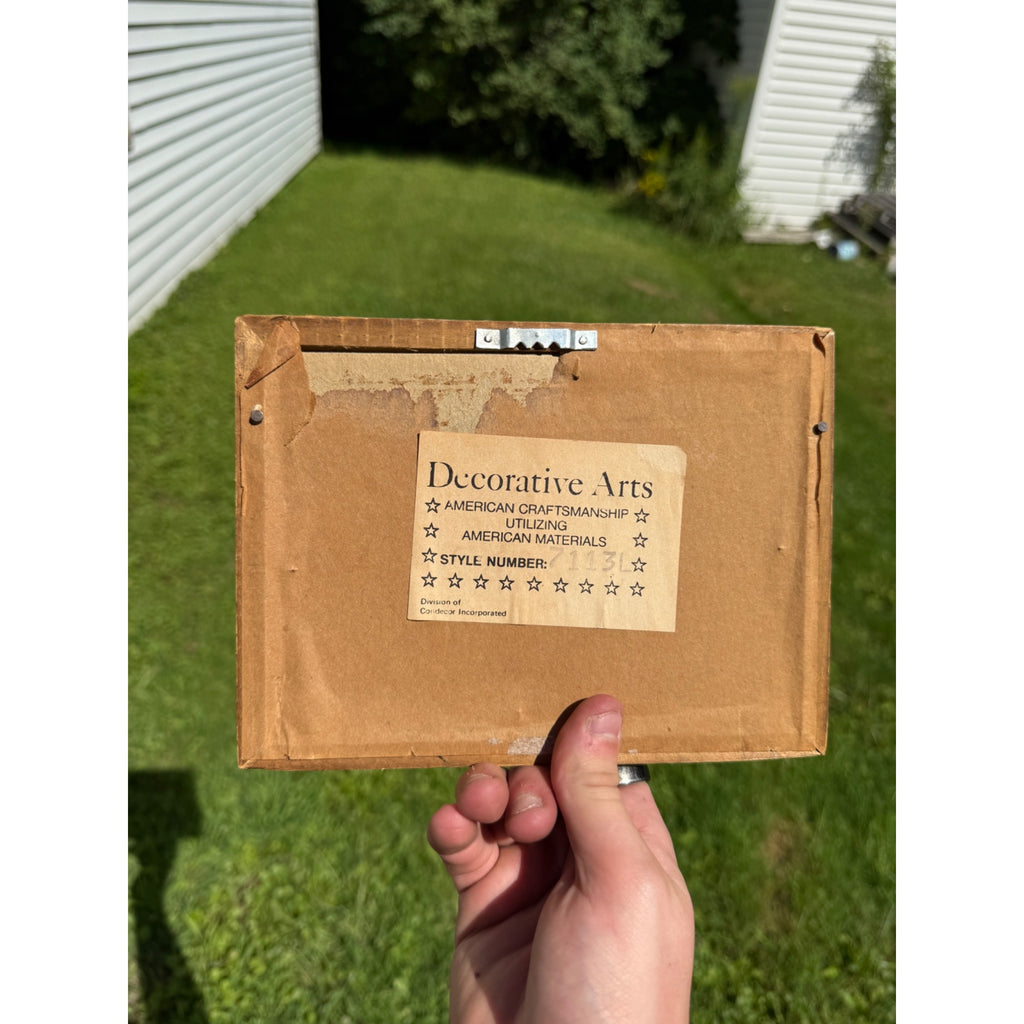 Decorative Arts
☆ AMERICAN CRAFTSMANSHIP ☆
☆ UTILIZING
AMERICAN MATERIALS ☆
☆ STYLE NUMBER: 7113L ☆
☆ ☆ ☆ ☆ ☆ ☆ ☆ ☆ ☆
Division of
Condecor Incorporated